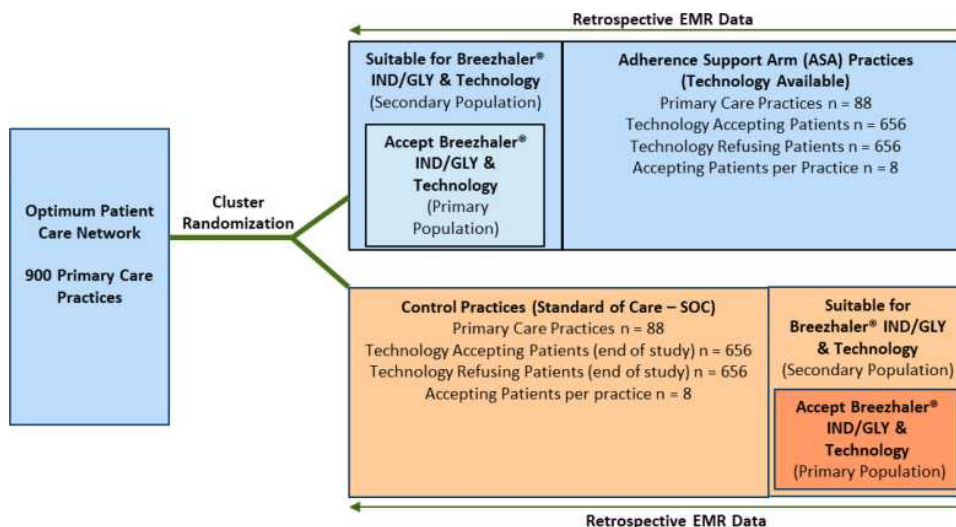 Retrospective EMR Data
Optimum Patient
Care Network
900 Primary Care
Practices
Cluster
Randomization
Suitable for Breezhaler®
IND/GLY & Technology
(Secondary Population)
Accept Breezhaler®
IND/GLY &
Technology
(Primary
Population)
Adherence Support Arm (ASA) Practices
(Technology Available)
Primary Care Practices n = 88
Technology Accepting Patients n = 656
Technology Refusing Patients n = 656
Accepting Patients per Practice n = 8
Control Practices (Standard of Care – SOC)
Primary Care Practices n = 88
Technology Accepting Patients (end of study) n = 656
Technology Refusing Patients (end of study) n = 656
Accepting Patients per practice n = 8
Suitable for
Breezhaler® IND/GLY
& Technology
(Secondary Population)
Accept Breezhaler®
IND/GLY &
Technology
(Primary Population)
Retrospective EMR Data